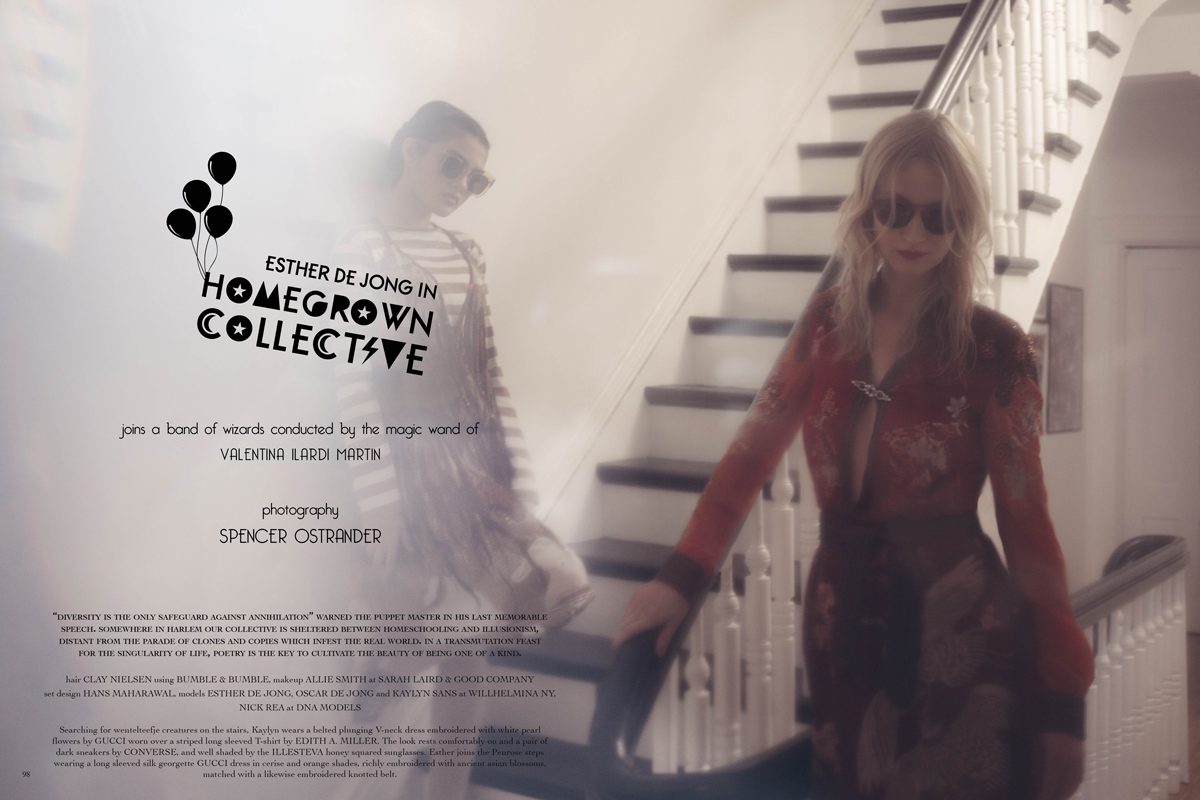 ESTHER DE JONG IN
HOMEGROWN
COLLECTIVE
joins a band of wizards conducted by the magic wand of
VALENTINA ILARDI MARTIN
photography
SPENCER OSTRANDER
“DIVERSITY IS THE ONLY SAFEGUARD AGAINST ANNIHILATION” WARNED THE PUPPET MASTER IN HIS LAST MEMORABLE
SPEECH. SOMEWHERE IN HARLEM OUR COLLECTIVE IS SHELTERED BETWEEN HOMESCHOOLING AND ILLUSIONISM,
DISTANT FROM THE PARADE OF CLONES AND COPIES WHICH INFEST THE REAL WORLD. IN A TRANSMUTATION FEAST
FOR THE SINGULARITY OF LIFE, POETRY IS THE KEY TO CULTIVATE THE BEAUTY OF BEING ONE OF A KIND.
hair CLAY NIELSEN using BUMBLE & BUMBLE, makeup ALLIE SMITH at SARAH LAIRD & GOOD COMPANY
set design HANS MAHARAWAL, models ESTHER DE JONG, OSCAR DE JONG and KAYLYN SANS at WILLHELMINA NY,
NICK REA at DNA MODELS
Searching for wentelteefje creatures on the stairs, Kaylyn wears a belted plunging V-neck dress embroidered with white pearl
flowers by GUCCI worn over a striped long sleeved T-shirt by EDITH A. MILLER. The look rests comfortably on and a pair of
dark sneakers by CONVERSE, and well shaded by the ILLESTEVA honey squared sunglasses. Esther joins the Penrose steps
wearing a long sleeved silk georgette GUCCI dress in cerise and orange shades, richly embroidered with ancient asian blossoms,
matched with a likewise embroidered knotted belt.
98